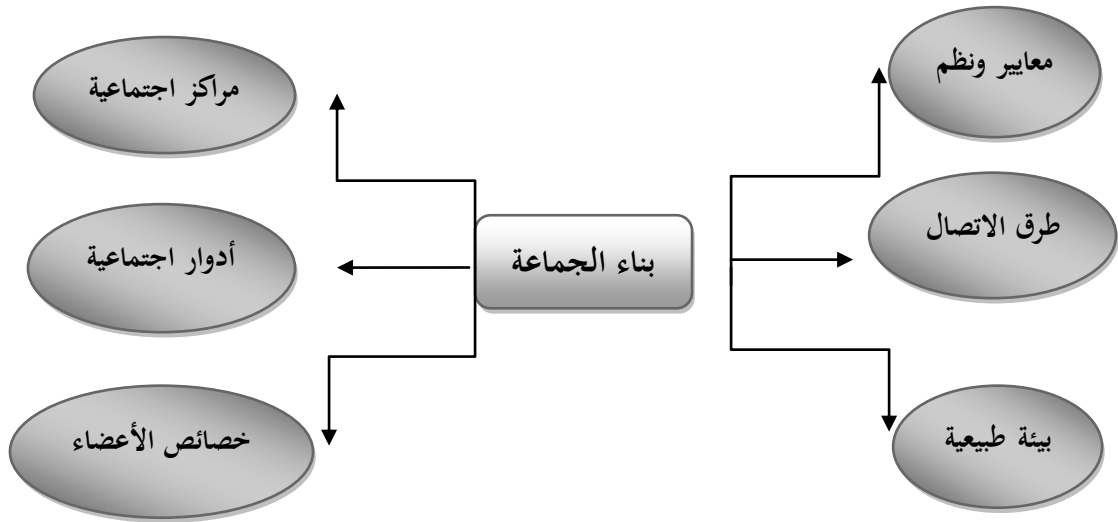 معايير ونظم
مراكز اجتماعية
طرق الاتصال
بناء الجماعة
أدوار اجتماعية
بيئة طبيعية
خصائص الأعضاء